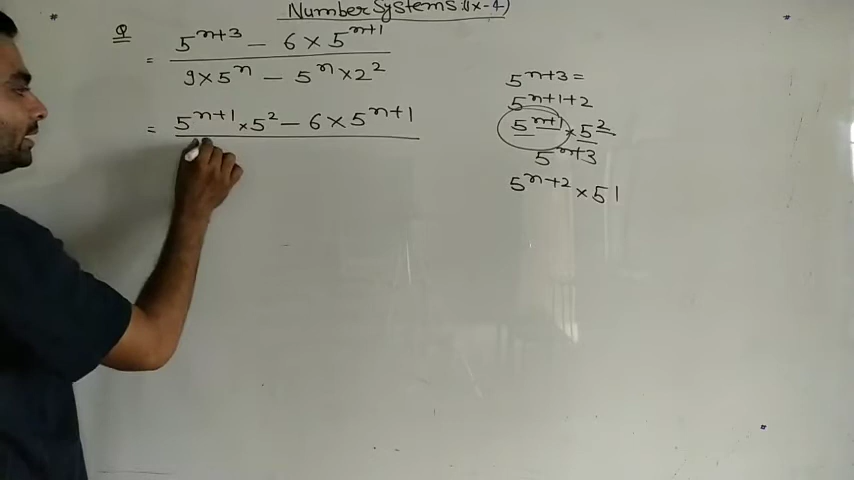 Number Systems (ix-4)
Q
= 5^{n+3} - 6 × 5^{n+1} / 9×5^n - 5^n × 2^2
= 5^{n+1} × 5^2 - 6 × 5^{n+1}
5^{n+3} =
5^{n+1+2}
5^{n+1} × 5^2
5^{n+3}
5^{n+2} × 5^1